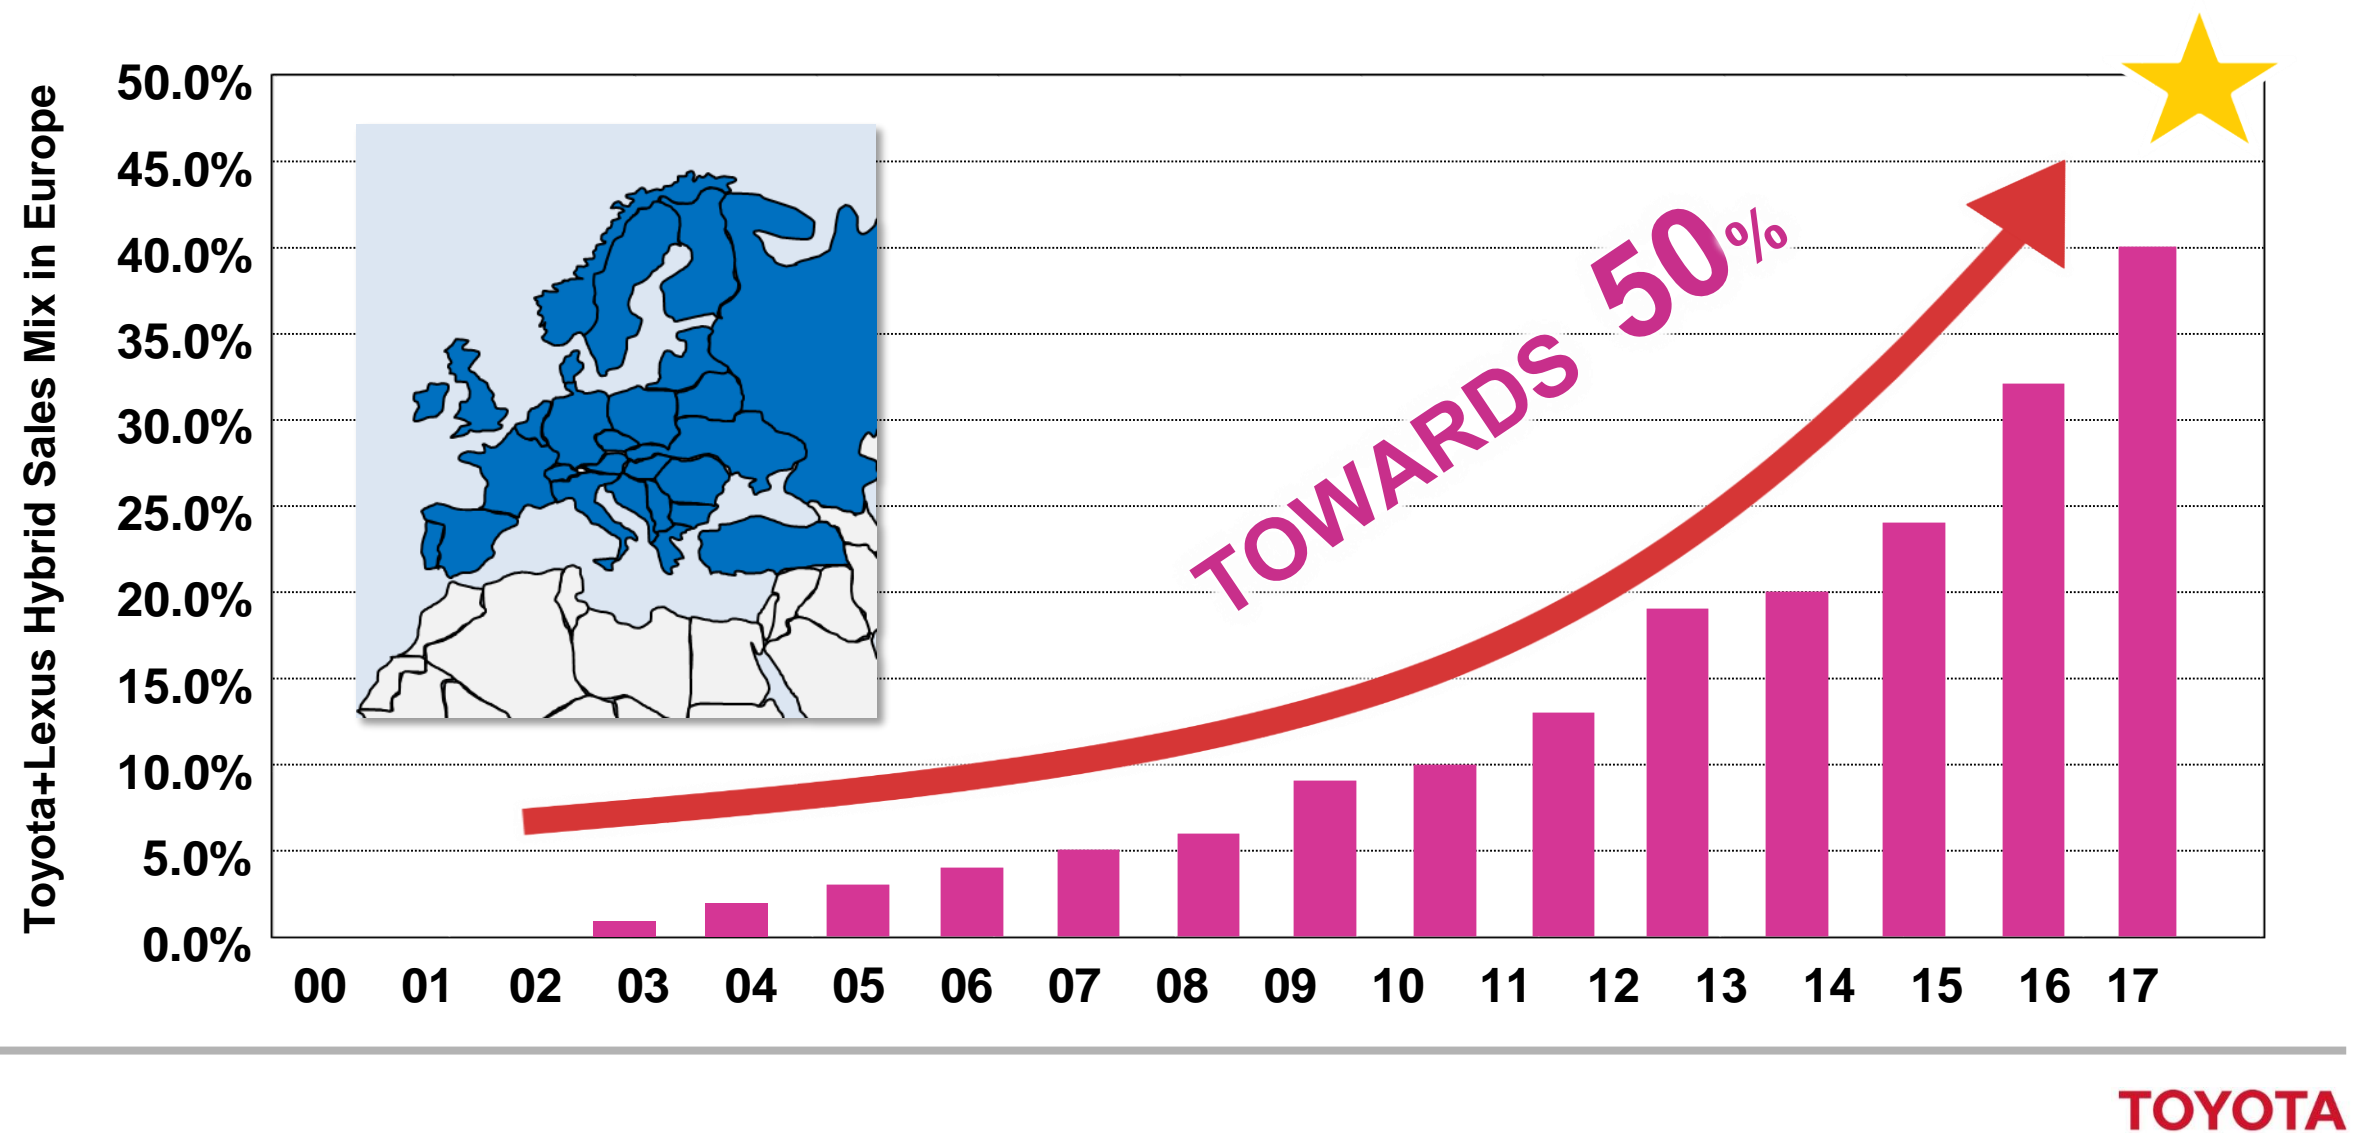 Toyota+Lexus Hybrid Sales Mix in Europe
50.0%
45.0%
40.0%
35.0%
30.0%
25.0%
20.0%
15.0%
10.0%
5.0%
0.0%
TOWARDS 50%
00 01 02 03 04 05 06 07 08 09 10 11 12 13 14 15 16 17
TOYOTA